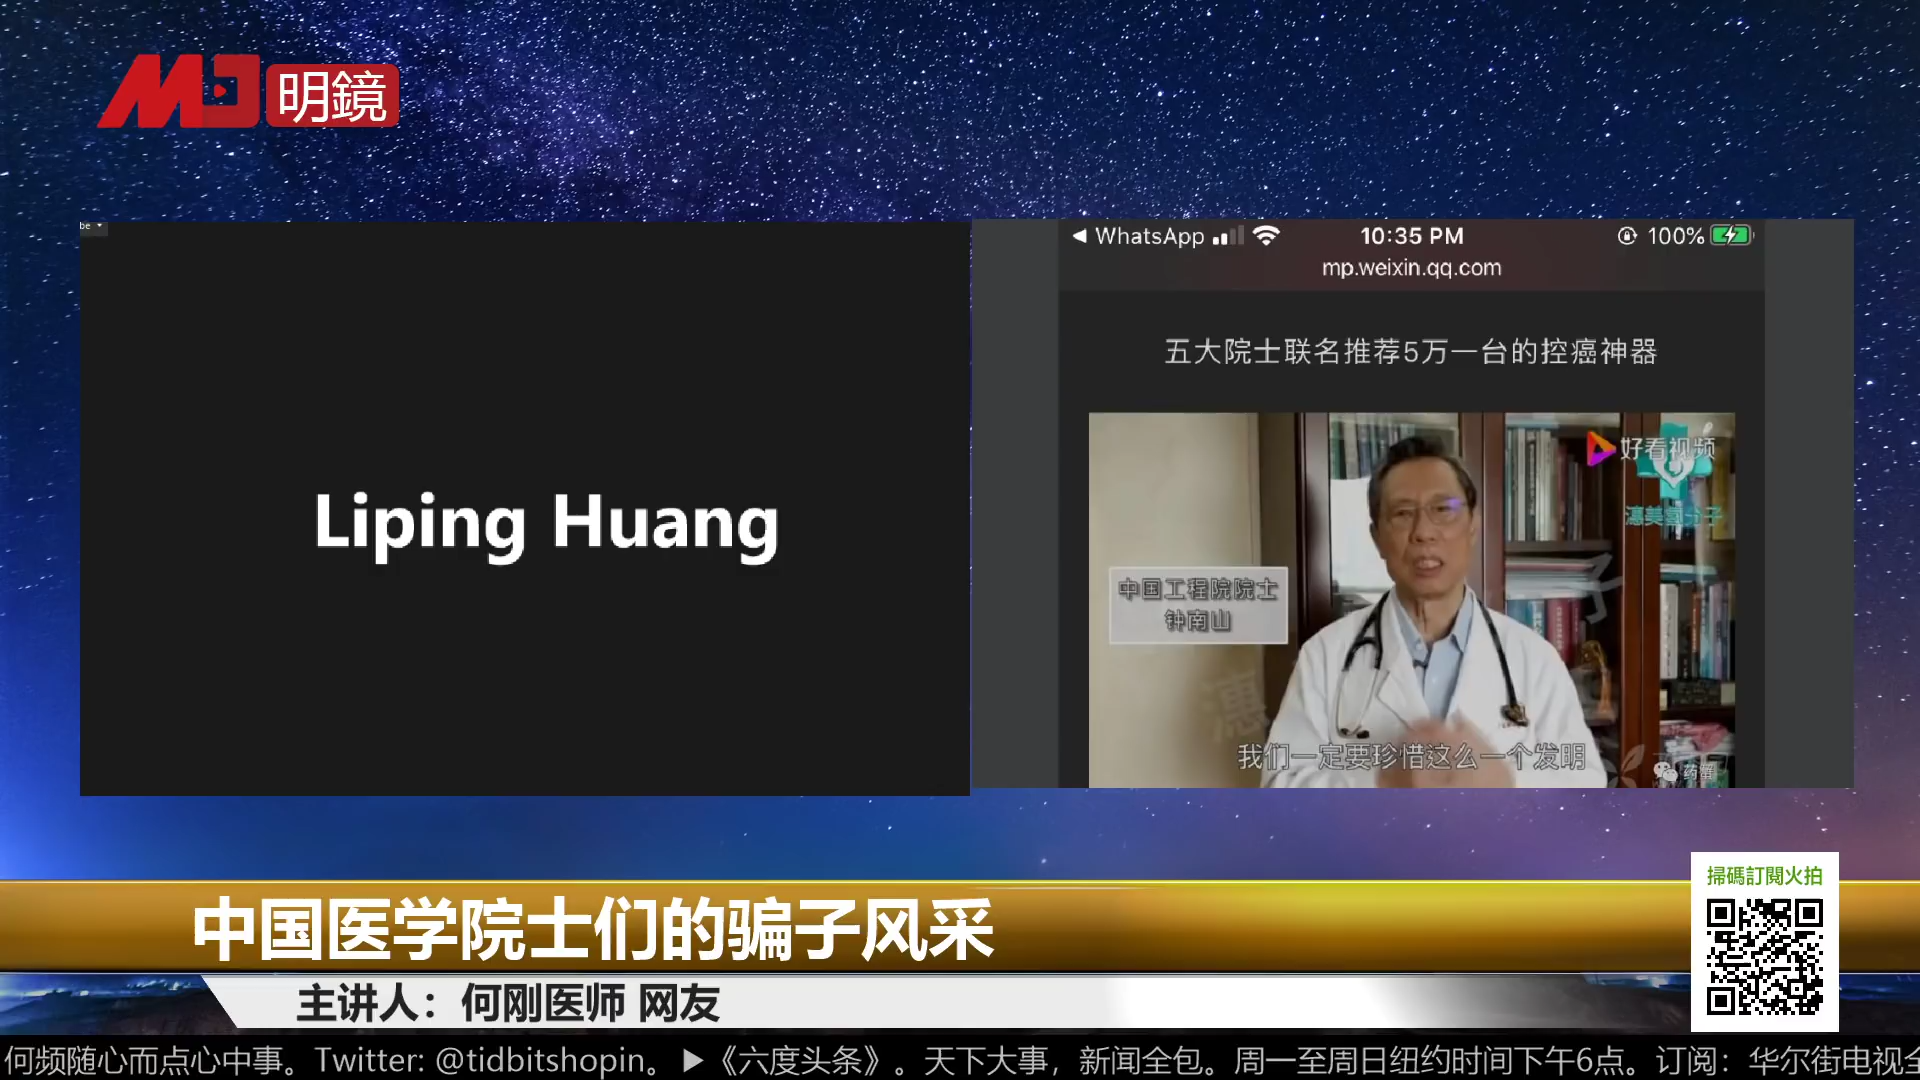 MJ 明鏡
be
Liping Huang
WhatsApp 10:35 PM 100%
mp.weixin.qq.com
五大院士联名推荐5万一台的控癌神器
好看视频
中国工程院院士
钟南山
我们一定要珍惜这么一个发明
掃碼訂閱火拍
中国医学院士们的骗子风采
主讲人：何刚医师 网友
何频随心而点心中事。Twitter: @tidbitshopin。▶《六度头条》。天下大事，新闻全包。周一至周日纽约时间下午6点。订阅：华尔街电视全